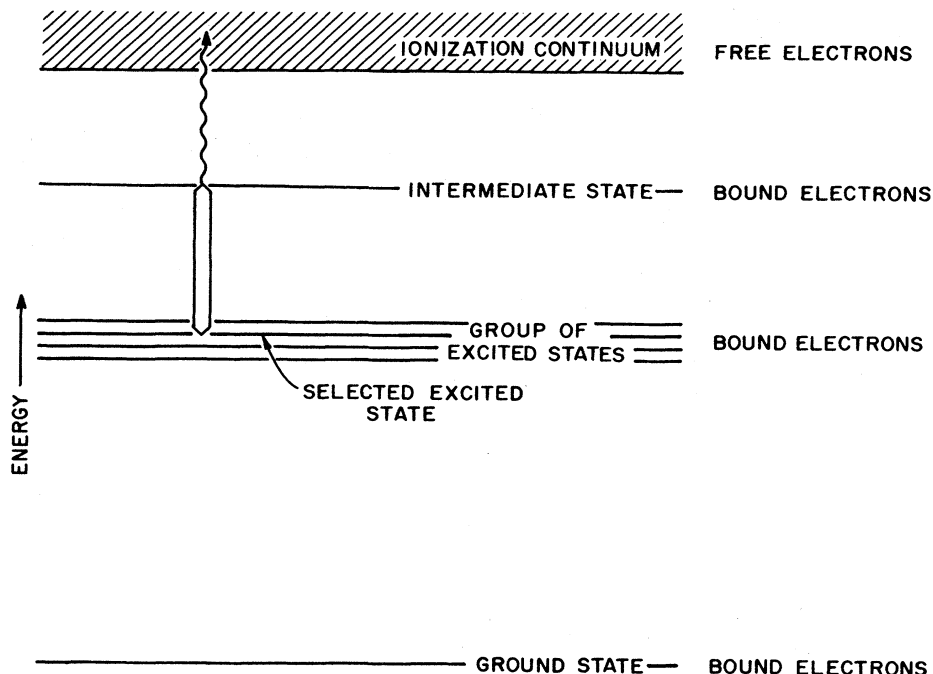 IONIZATION CONTINUUM
FREE ELECTRONS
INTERMEDIATE STATE
BOUND ELECTRONS
GROUP OF
EXCITED STATES
BOUND ELECTRONS
SELECTED EXCITED
STATE
ENERGY
GROUND STATE
BOUND ELECTRONS